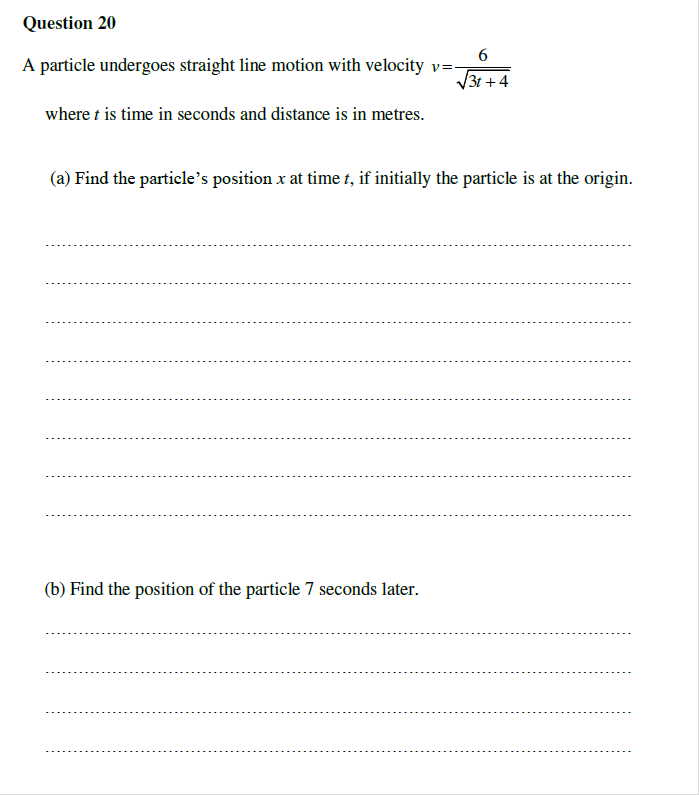 Question 20
A particle undergoes straight line motion with velocity v = 6/√(3t + 4)
where t is time in seconds and distance is in metres.
(a) Find the particle’s position x at time t, if initially the particle is at the origin.
(b) Find the position of the particle 7 seconds later.